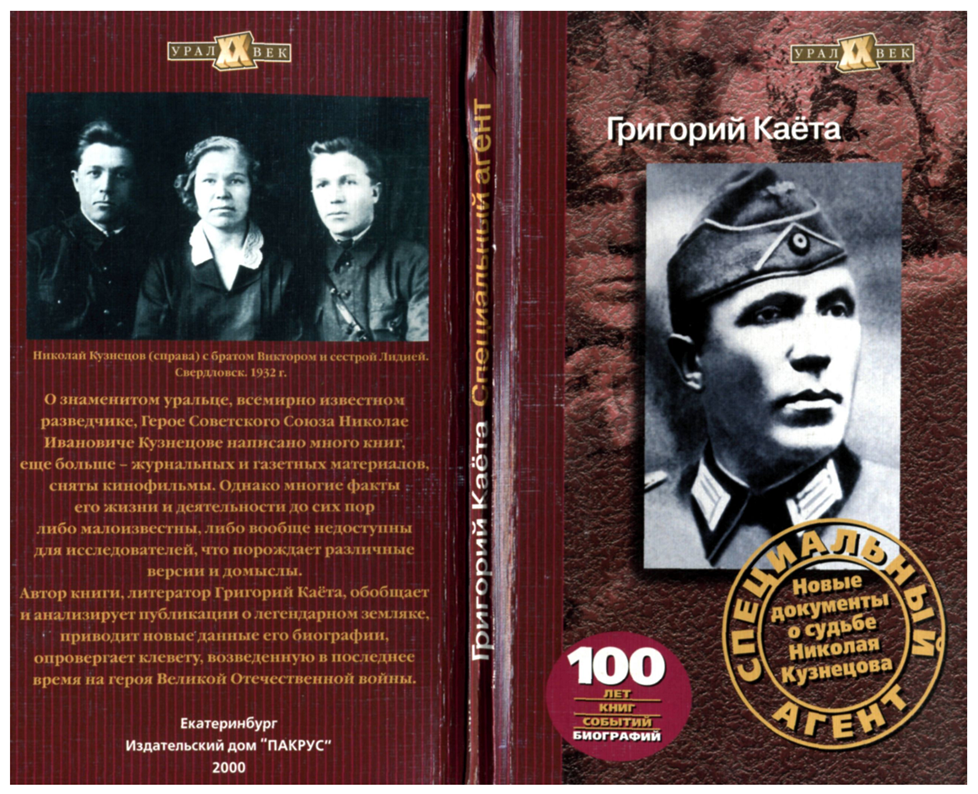 УРАЛ XX ВЕК
Николай Кузнецов (справа) с братом Виктором и сестрой Лидией.
Свердловск. 1932 г.
О знаменитом уральце, всемирно известном
разведчике, Герое Советского Союза Николае
Ивановиче Кузнецове написано много книг,
еще больше – журнальных и газетных материалов,
сняты кинофильмы. Однако многие факты
его жизни и деятельности до сих пор
либо малоизвестны, либо вообще недоступны
для исследователей, что порождает различные
версии и домыслы.
Автор книги, литератор Григорий Каёта, обобщает
и анализирует публикации о легендарном земляке,
приводит новые данные его биографии,
опровергает клевету, возведенную в последнее
время на героя Великой Отечественной войны.
Екатеринбург
Издательский дом "ПАКРУС"
2000
Григорий Каёта Специальный агент
УРАЛ XX ВЕК
Григорий Каёта
СПЕЦИАЛЬНЫЙ
АГЕНТ
Новые
документы
о судьбе
Николая
Кузнецова
100
ЛЕТ
КНИГ
СОБЫТИЙ
БИОГРАФИЙ